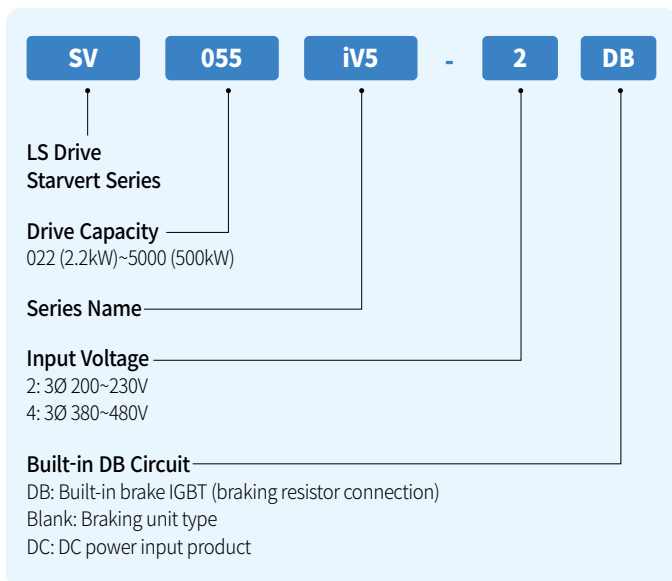 SV 055 iV5 - 2 DB
LS Drive
Starvert Series
Drive Capacity
022 (2.2kW)~5000 (500kW)
Series Name
Input Voltage
2: 3Ø 200~230V
4: 3Ø 380~480V
Built-in DB Circuit
DB: Built-in brake IGBT (braking resistor connection)
Blank: Braking unit type
DC: DC power input product